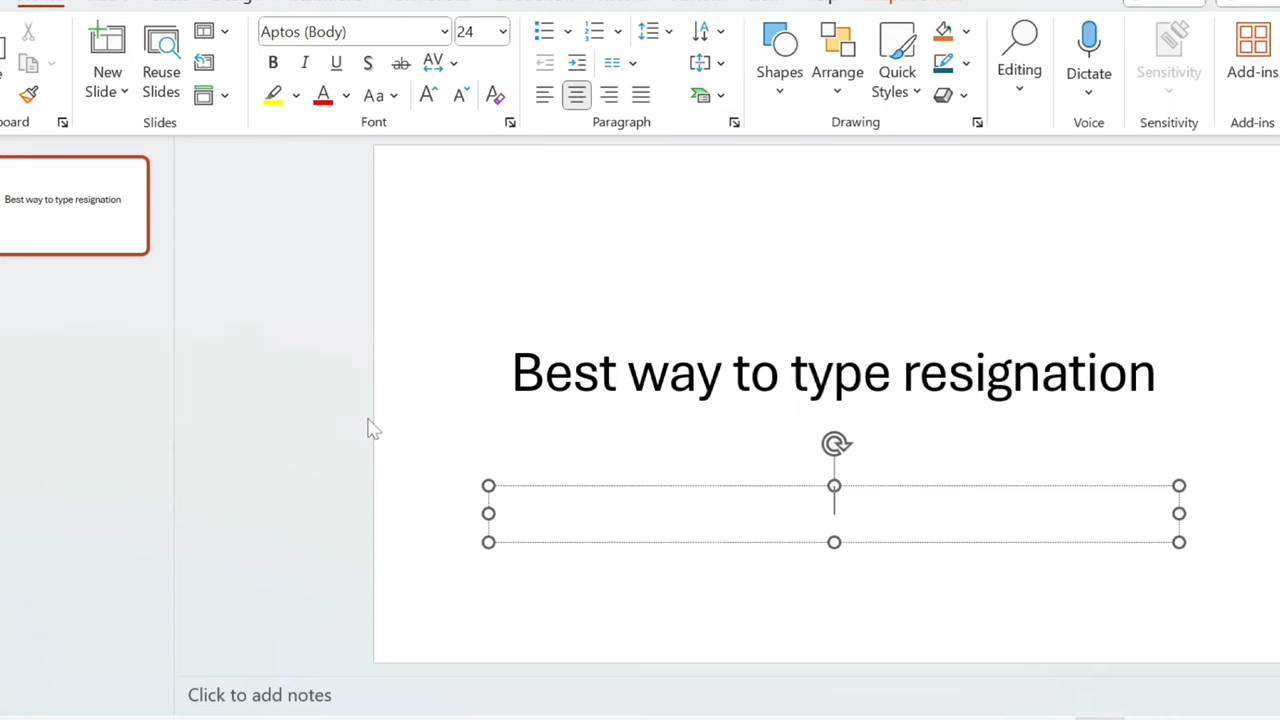 Aptos (Body)
24
B I U S ab AV
Aa A A A
New Slide
Reuse Slides
Shapes
Arrange
Quick Styles
Editing
Dictate
Sensitivity
Add-ins
Slides
Font
Paragraph
Drawing
Voice
Sensitivity
Add-ins
Best way to type resignation
Best way to type resignation
Click to add notes